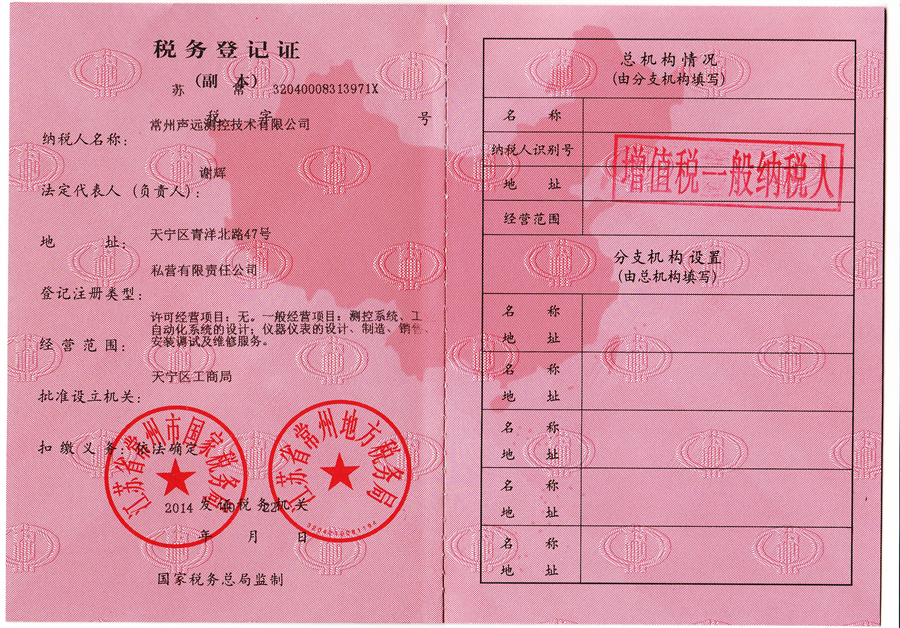 税务登记证
(副 本)
苏 常 32040008313971X
税 字 号
纳税人名称: 常州声远测控技术有限公司
谢辉
法定代表人(负责人):
地 址: 天宁区青洋北路47号
私营有限责任公司
登记注册类型:
许可经营项目:无。一般经营项目:测控系统、工
自动化系统的设计;仪器仪表的设计、制造、销售、
经营范围: 安装调试及维修服务。
天宁区工商局
批准设立机关:
扣缴义务: 依法确定
江苏省常州市国家税务局
江苏省常州地方税务局
发证税务机关
2014 10 22
年 月 日
国家税务总局监制
总机构情况
(由分支机构填写)
名 称
纳税人识别号
地 址
经营范围
增值税一般纳税人
分支机构设置
(由总机构填写)
名 称
地 址
名 称
地 址
名 称
地 址
名 称
地 址
名 称
地 址